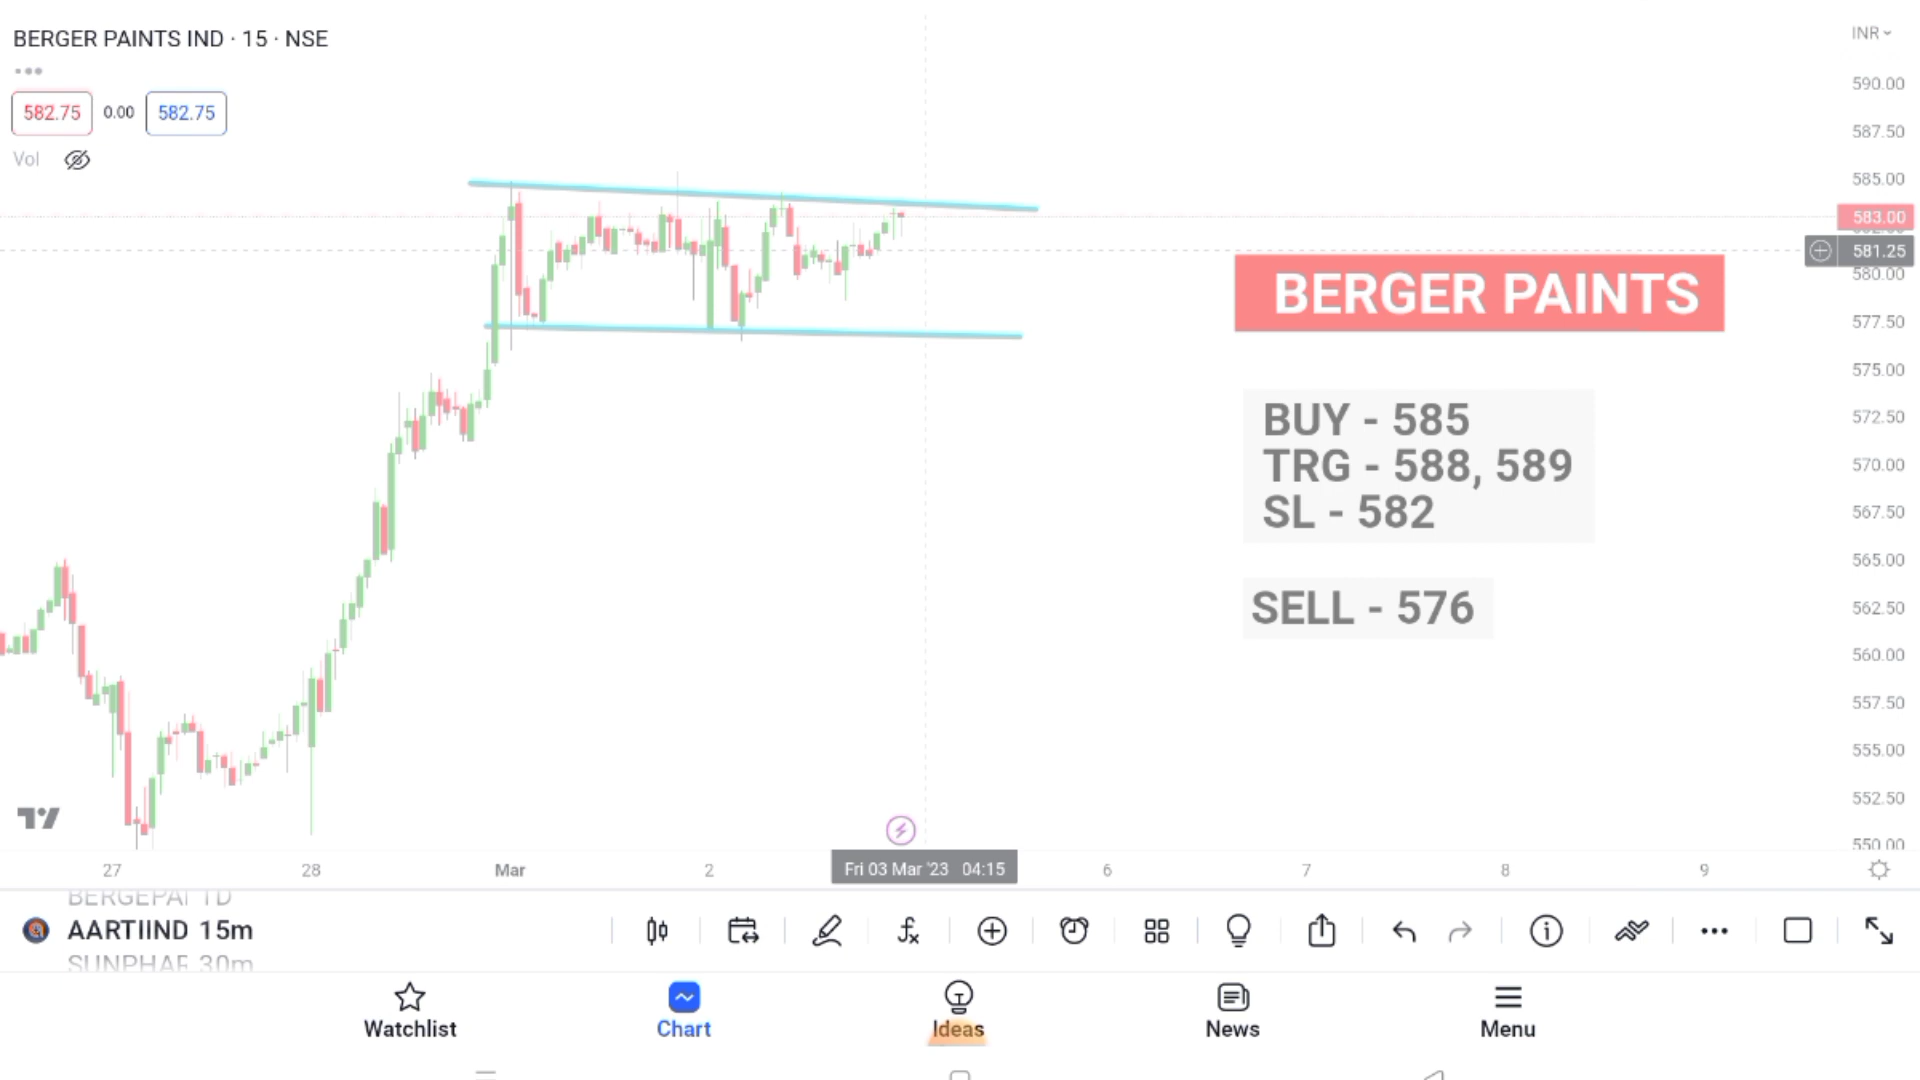 BERGER PAINTS IND · 15 · NSE
INR
582.75 0.00 582.75
Vol
590.00
587.50
585.00
583.00
581.25
580.00
577.50
575.00
572.50
570.00
567.50
565.00
562.50
560.00
557.50
555.00
552.50
550.00
BERGER PAINTS
BUY - 585
TRG - 588, 589
SL - 582
SELL - 576
27 28 Mar 2 Fri 03 Mar '23 04:15 6 7 8 9
BERGEPAI 1D
AARTIIND 15m
SUNPHAR 30m
Watchlist Chart Ideas News Menu